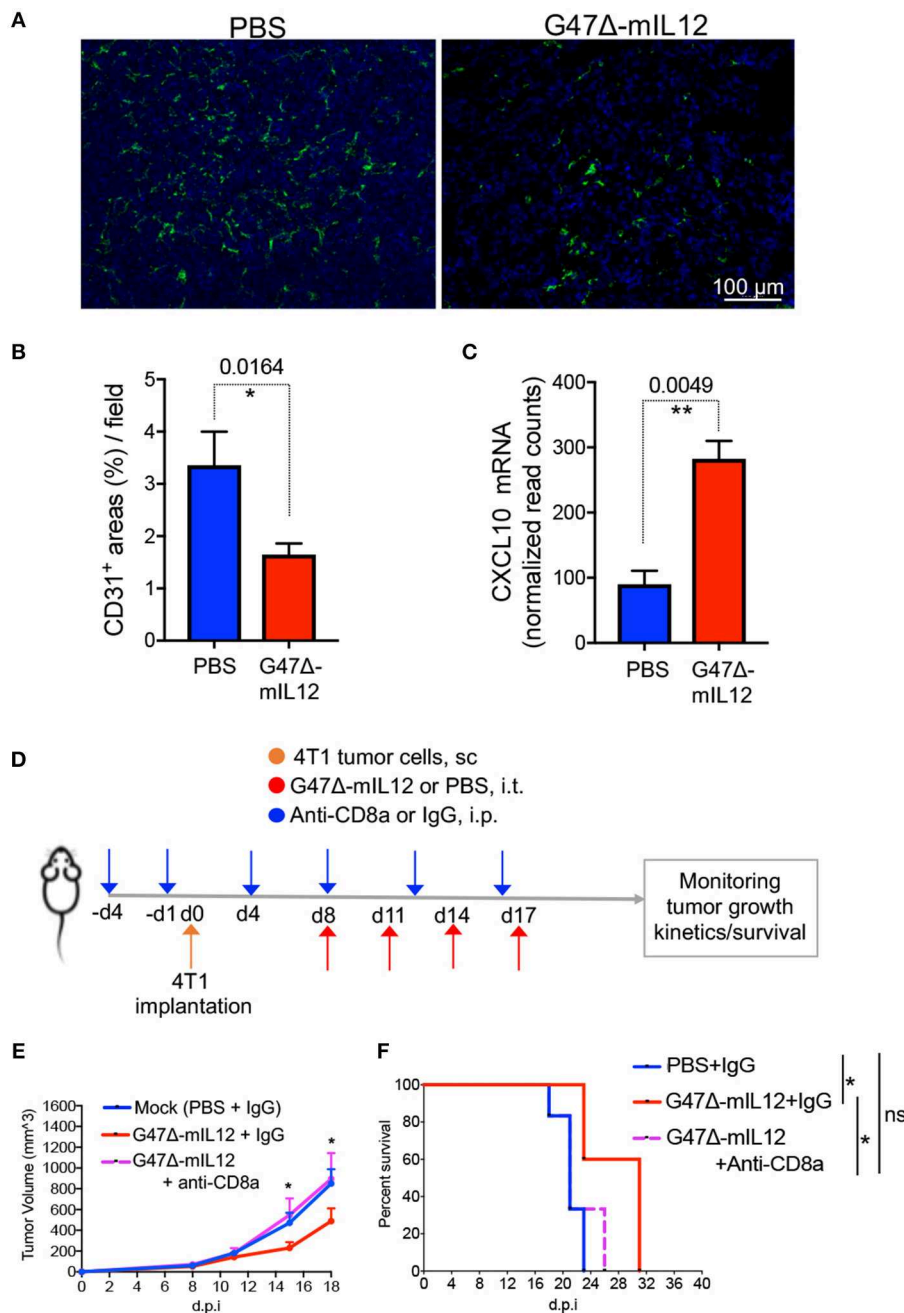 A
PBS
G47Δ-mIL12
100 µm
B
0.0164
*
5
4
3
2
1
0
CD31⁺ areas (%) / field
PBS
G47Δ-
mIL12
C
0.0049
**
400
300
200
100
0
CXCL10 mRNA
(normalized read counts)
PBS
G47Δ-
mIL12
D
4T1 tumor cells, sc
G47Δ-mIL12 or PBS, i.t.
Anti-CD8a or IgG, i.p.
-d4 -d1 d0 d4 d8 d11 d14 d17
4T1
implantation
Monitoring
tumor growth
kinetics/survival
E
1600
1400
1200
1000
800
600
400
200
0
Tumor Volume (mm^3)
Mock (PBS + IgG)
G47Δ-mIL12 + IgG
G47Δ-mIL12
+ anti-CD8a
*
*
0 2 4 6 8 10 12 14 16 18
d.p.i
F
100
80
60
40
20
0
Percent survival
PBS+IgG
G47Δ-mIL12+IgG
G47Δ-mIL12
+Anti-CD8a
*
*
ns
0 4 8 12 16 20 24 28 32 36 40
d.p.i